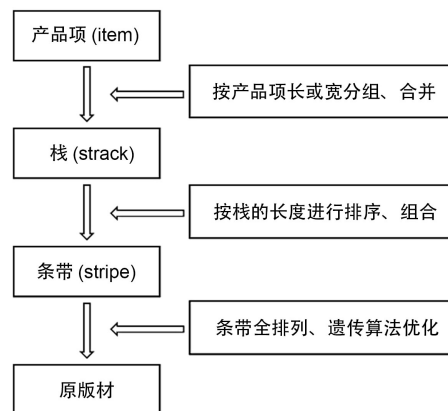 产品项 (item)
按产品项长或宽分组、合并
栈 (strack)
按栈的长度进行排序、组合
条带 (stripe)
条带全排列、遗传算法优化
原版材